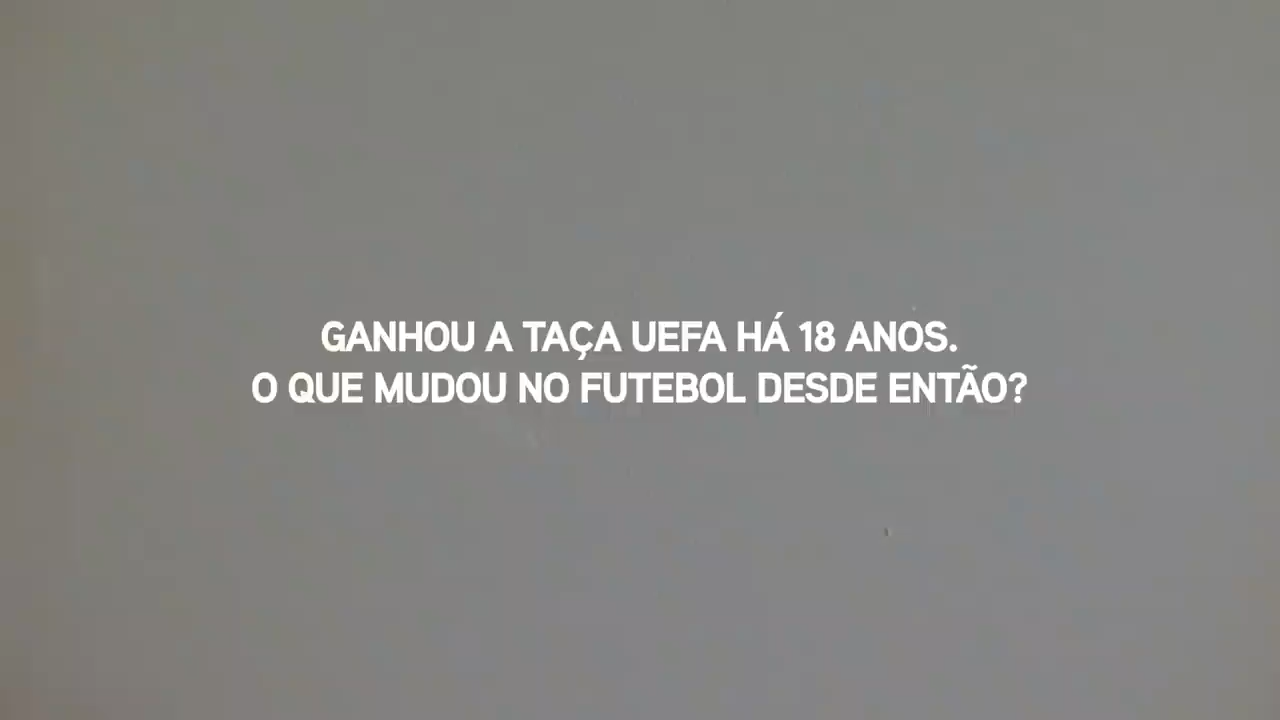 GANHOU A TAÇA UEFA HÁ 18 ANOS.
O QUE MUDOU NO FUTEBOL DESDE ENTÃO?